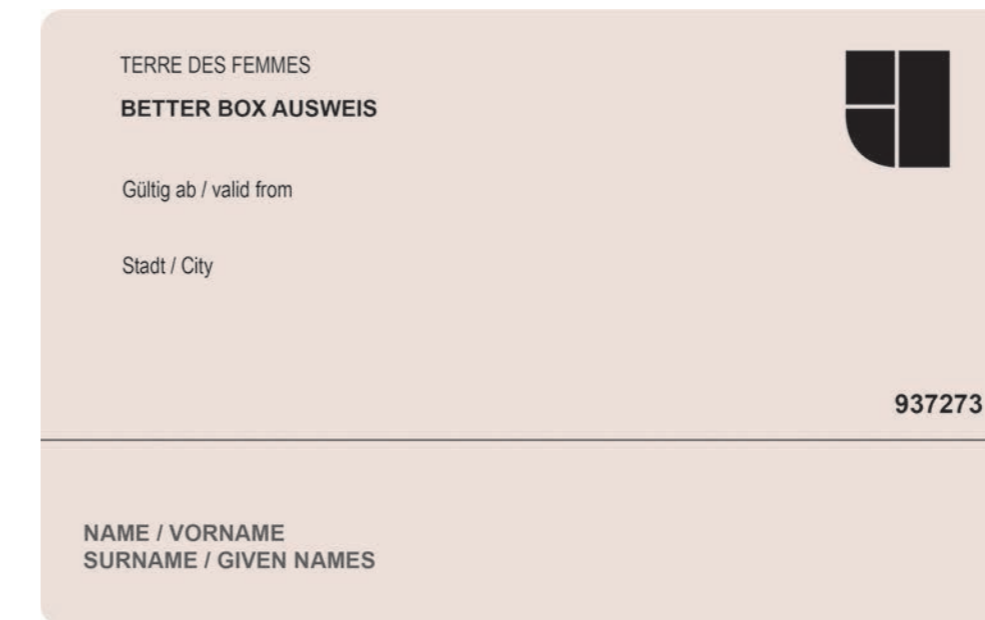 TERRE DES FEMMES
BETTER BOX AUSWEIS
Gültig ab / valid from
Stadt / City
937273
NAME / VORNAME
SURNAME / GIVEN NAMES